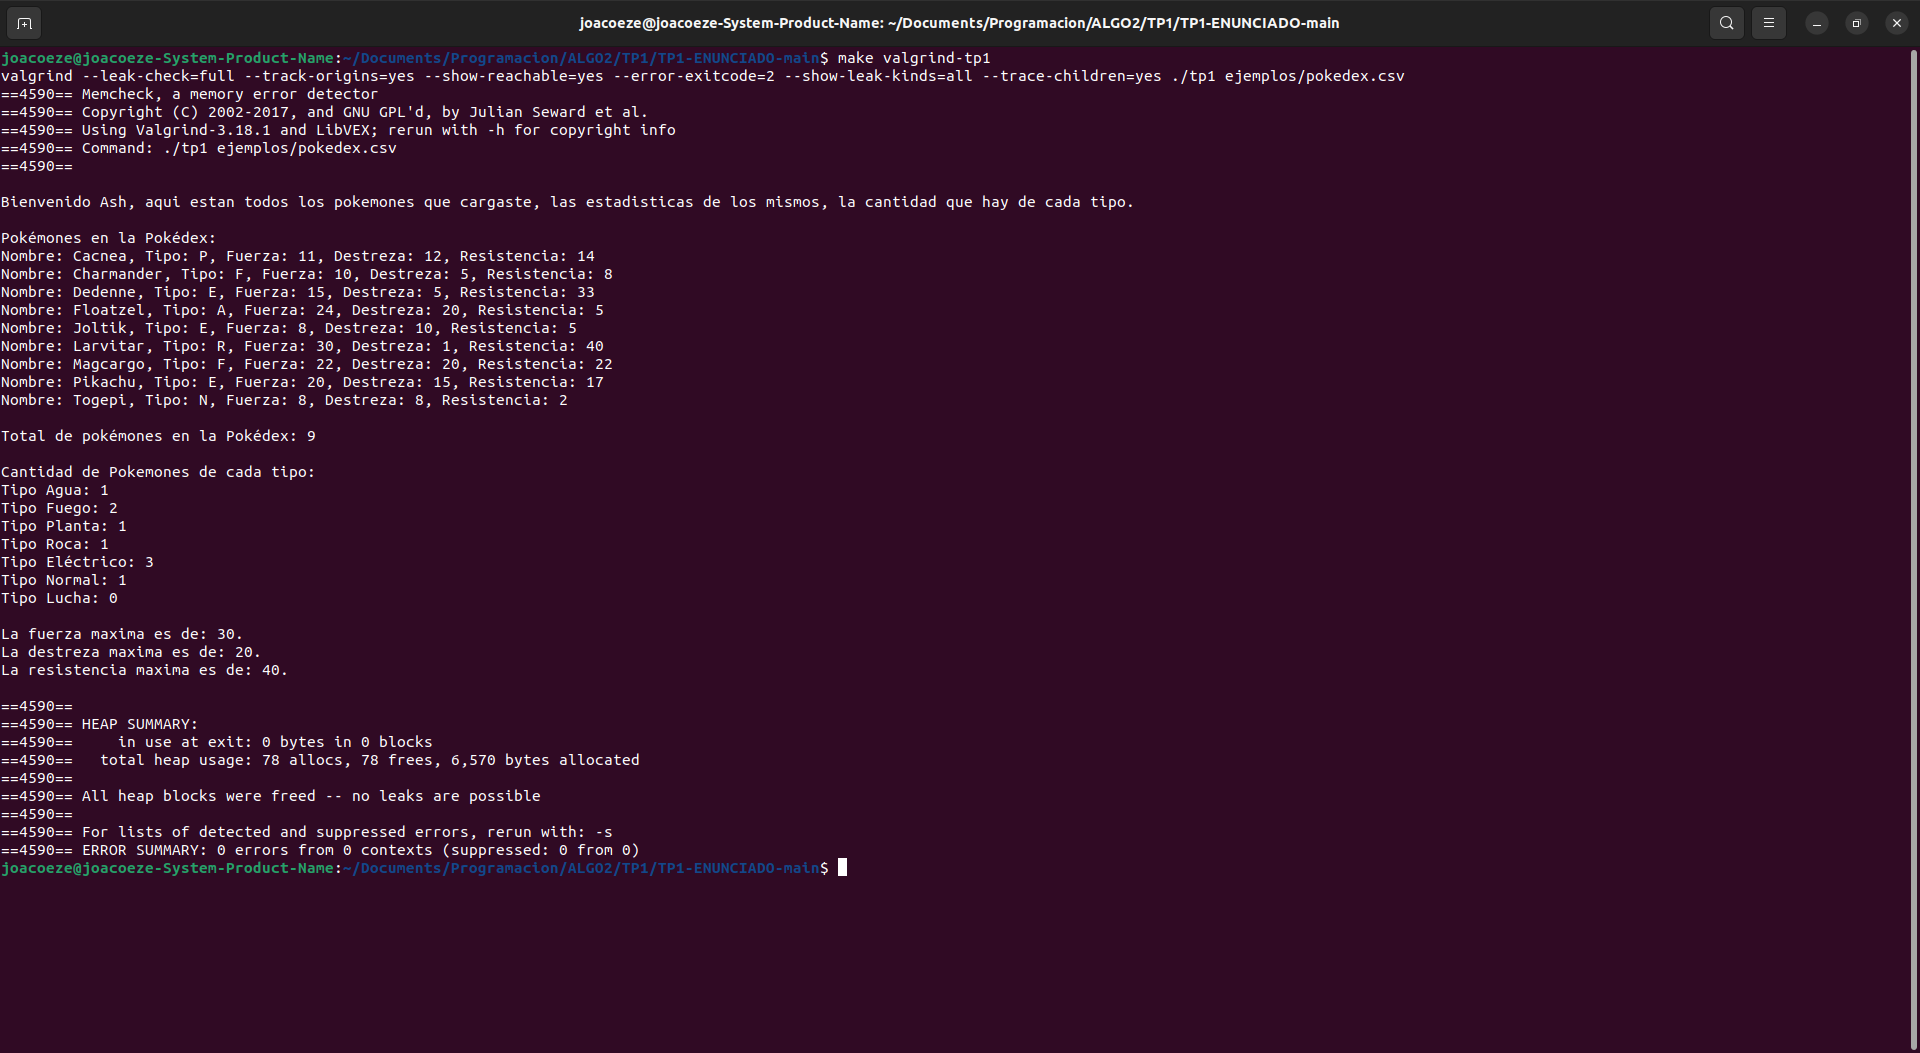 joacoeze@joacoeze-System-Product-Name: ~/Documents/Programacion/ALGO2/TP1/TP1-ENUNCIADO-main
joacoeze@joacoeze-System-Product-Name:~/Documents/Programacion/ALGO2/TP1/TP1-ENUNCIADO-main$ make valgrind-tp1
valgrind --leak-check=full --track-origins=yes --show-reachable=yes --error-exitcode=2 --show-leak-kinds=all --trace-children=yes ./tp1 ejemplos/pokedex.csv
==4590== Memcheck, a memory error detector
==4590== Copyright (C) 2002-2017, and GNU GPL'd, by Julian Seward et al.
==4590== Using Valgrind-3.18.1 and LibVEX; rerun with -h for copyright info
==4590== Command: ./tp1 ejemplos/pokedex.csv
==4590==
Bienvenido Ash, aqui estan todos los pokemones que cargaste, las estadisticas de los mismos, la cantidad que hay de cada tipo.
Pokémones en la Pokédex:
Nombre: Cacnea, Tipo: P, Fuerza: 11, Destreza: 12, Resistencia: 14
Nombre: Charmander, Tipo: F, Fuerza: 10, Destreza: 5, Resistencia: 8
Nombre: Dedenne, Tipo: E, Fuerza: 15, Destreza: 5, Resistencia: 33
Nombre: Floatzel, Tipo: A, Fuerza: 24, Destreza: 20, Resistencia: 5
Nombre: Joltik, Tipo: E, Fuerza: 8, Destreza: 10, Resistencia: 5
Nombre: Larvitar, Tipo: R, Fuerza: 30, Destreza: 1, Resistencia: 40
Nombre: Magcargo, Tipo: F, Fuerza: 22, Destreza: 20, Resistencia: 22
Nombre: Pikachu, Tipo: E, Fuerza: 20, Destreza: 15, Resistencia: 17
Nombre: Togepi, Tipo: N, Fuerza: 8, Destreza: 8, Resistencia: 2
Total de pokémones en la Pokédex: 9
Cantidad de Pokemones de cada tipo:
Tipo Agua: 1
Tipo Fuego: 2
Tipo Planta: 1
Tipo Roca: 1
Tipo Eléctrico: 3
Tipo Normal: 1
Tipo Lucha: 0
La fuerza maxima es de: 30.
La destreza maxima es de: 20.
La resistencia maxima es de: 40.
==4590==
==4590== HEAP SUMMARY:
==4590==     in use at exit: 0 bytes in 0 blocks
==4590==   total heap usage: 78 allocs, 78 frees, 6,570 bytes allocated
==4590==
==4590== All heap blocks were freed -- no leaks are possible
==4590==
==4590== For lists of detected and suppressed errors, rerun with: -s
==4590== ERROR SUMMARY: 0 errors from 0 contexts (suppressed: 0 from 0)
joacoeze@joacoeze-System-Product-Name:~/Documents/Programacion/ALGO2/TP1/TP1-ENUNCIADO-main$